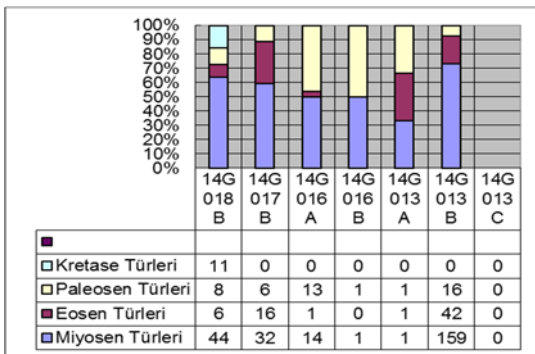 100%
90%
80%
70%
60%
50%
40%
30%
20%
10%
0%
14G 14G 14G 14G 14G 14G 14G
018 017 016 016 013 013 013
B B A B A B C
Kretase Türleri 11 0 0 0 0 0 0
Paleosen Türleri 8 6 13 1 1 16 0
Eosen Türleri 6 16 1 0 1 42 0
Miyosen Türleri 44 32 14 1 1 159 0